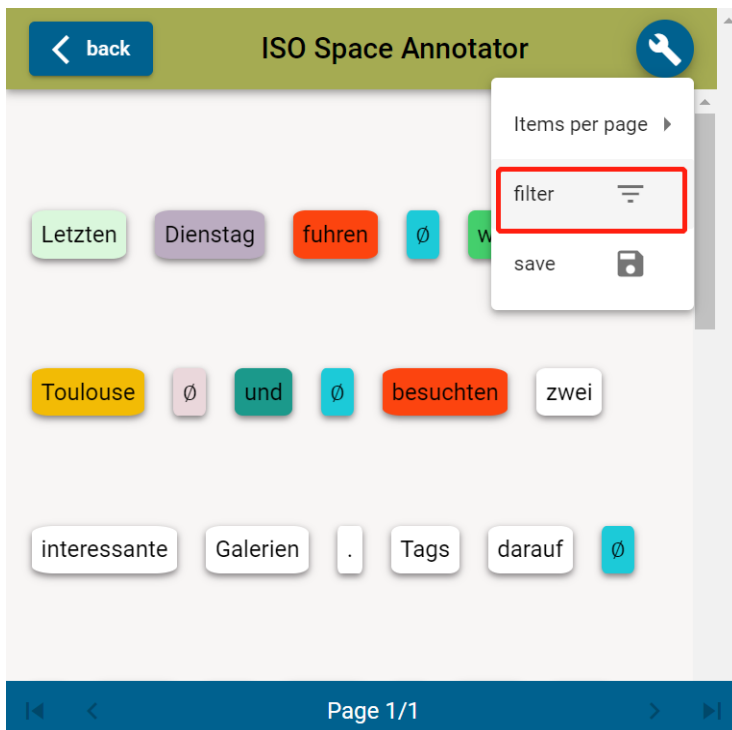 back ISO Space Annotator
Items per page
filter
save
Letzten Dienstag fuhren Ø
Toulouse Ø und Ø besuchten zwei
interessante Galerien . Tags darauf Ø
Page 1/1